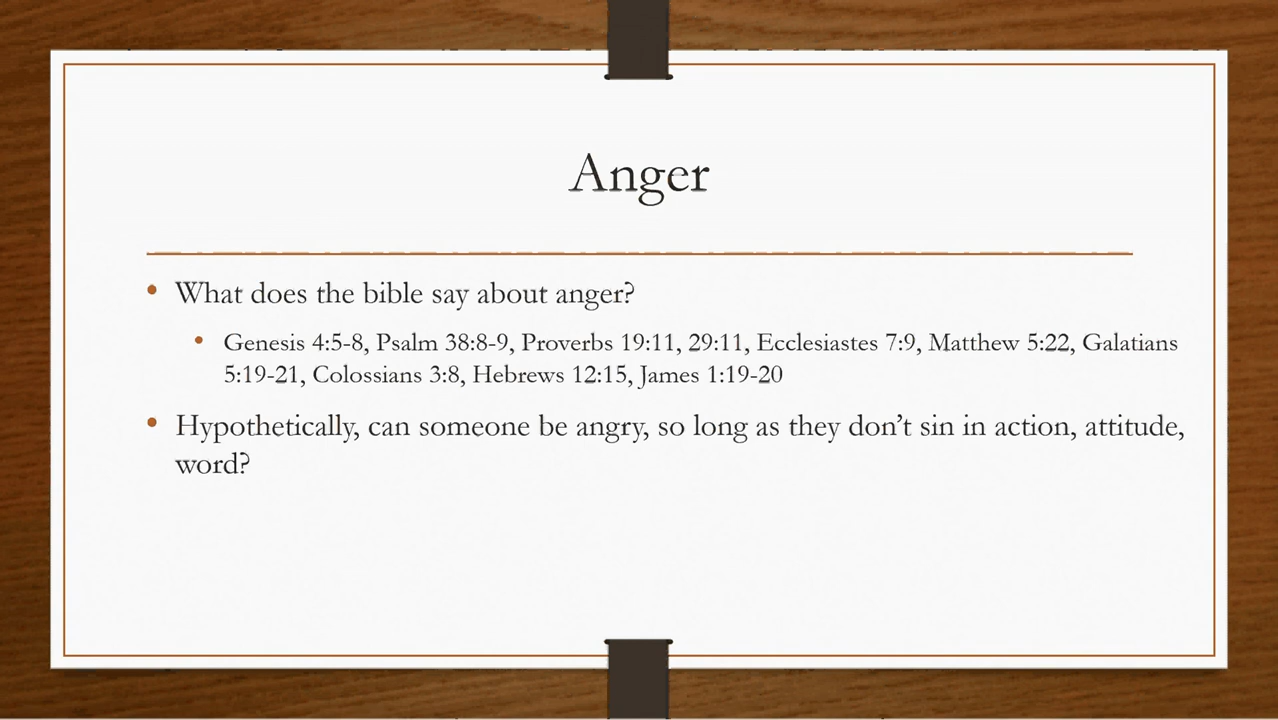 Anger
• What does the bible say about anger?
• Genesis 4:5-8, Psalm 38:8-9, Proverbs 19:11, 29:11, Ecclesiastes 7:9, Matthew 5:22, Galatians
5:19-21, Colossians 3:8, Hebrews 12:15, James 1:19-20
• Hypothetically, can someone be angry, so long as they don’t sin in action, attitude,
word?